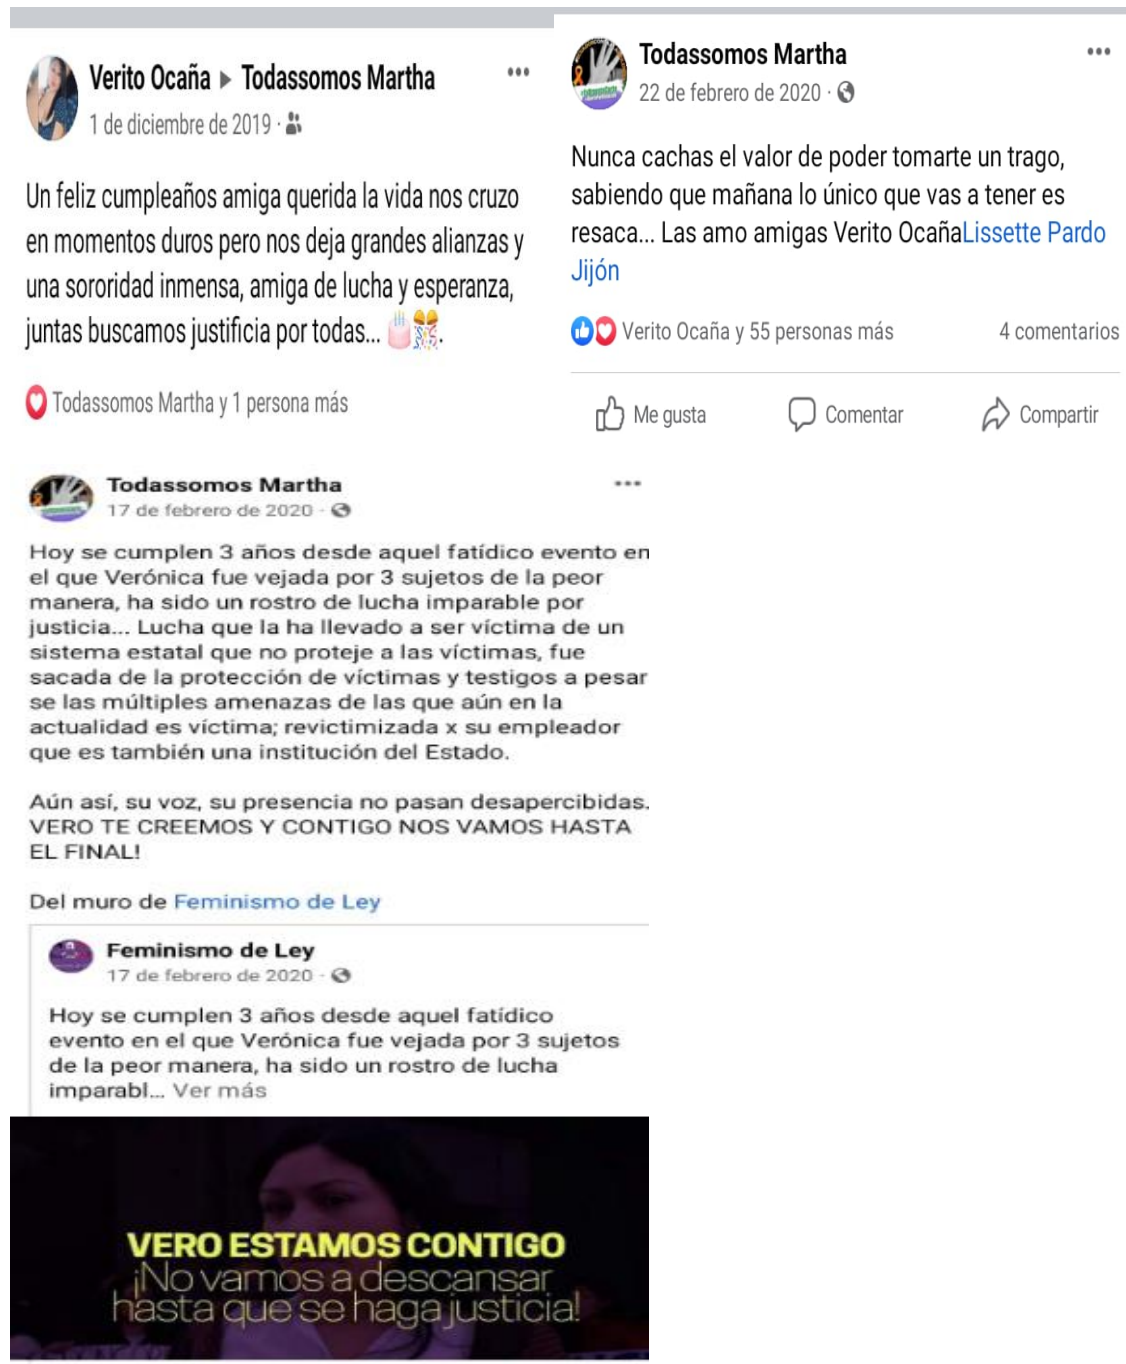 Verito Ocaña ▸ Todassomos Martha
1 de diciembre de 2019 ·
Un feliz cumpleaños amiga querida la vida nos cruzo
en momentos duros pero nos deja grandes alianzas y
una sororidad inmensa, amiga de lucha y esperanza,
juntas buscamos justificia por todas... .
Todassomos Martha y 1 persona más
Todassomos Martha
22 de febrero de 2020 ·
Nunca cachas el valor de poder tomarte un trago,
sabiendo que mañana lo único que vas a tener es
resaca... Las amo amigas Verito OcañaLissette Pardo
Jijón
Verito Ocaña y 55 personas más 4 comentarios
Me gusta Comentar Compartir
Todassomos Martha
17 de febrero de 2020 ·
Hoy se cumplen 3 años desde aquel fatídico evento en
el que Verónica fue vejada por 3 sujetos de la peor
manera, ha sido un rostro de lucha imparable por
justicia... Lucha que la ha llevado a ser víctima de un
sistema estatal que no proteje a las víctimas, fue
sacada de la protección de víctimas y testigos a pesar
se las múltiples amenazas de las que aún en la
actualidad es víctima; revictimizada x su empleador
que es también una institución del Estado.
Aún así, su voz, su presencia no pasan desapercibidas.
VERO TE CREEMOS Y CONTIGO NOS VAMOS HASTA
EL FINAL!
Del muro de Feminismo de Ley
Feminismo de Ley
17 de febrero de 2020 ·
Hoy se cumplen 3 años desde aquel fatídico
evento en el que Verónica fue vejada por 3 sujetos
de la peor manera, ha sido un rostro de lucha
imparabl... Ver más
VERO ESTAMOS CONTIGO
¡No vamos a descansar
hasta que se haga justicia!